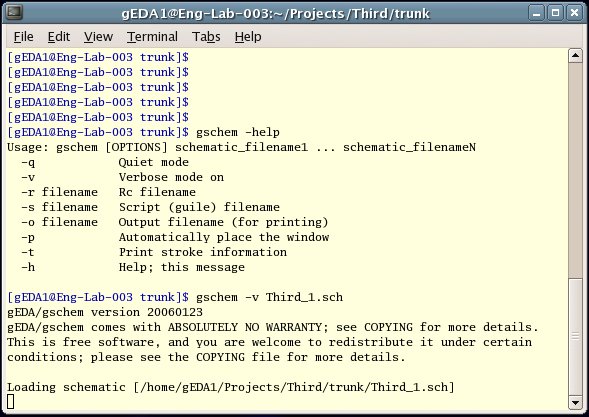 gEDA1@Eng-Lab-003:~/Projects/Third/trunk
File Edit View Terminal Tabs Help
[gEDA1@Eng-Lab-003 trunk]$
[gEDA1@Eng-Lab-003 trunk]$
[gEDA1@Eng-Lab-003 trunk]$
[gEDA1@Eng-Lab-003 trunk]$
[gEDA1@Eng-Lab-003 trunk]$
[gEDA1@Eng-Lab-003 trunk]$ gschem -help
Usage: gschem [OPTIONS] schematic_filename1 ... schematic_filenameN
  -q            Quiet mode
  -v            Verbose mode on
  -r filename   Rc filename
  -s filename   Script (guile) filename
  -o filename   Output filename (for printing)
  -p            Automatically place the window
  -t            Print stroke information
  -h            Help; this message
[gEDA1@Eng-Lab-003 trunk]$ gschem -v Third_1.sch
gEDA/gschem version 20060123
gEDA/gschem comes with ABSOLUTELY NO WARRANTY; see COPYING for more details.
This is free software, and you are welcome to redistribute it under certain
conditions; please see the COPYING file for more details.
Loading schematic [/home/gEDA1/Projects/Third/trunk/Third_1.sch]